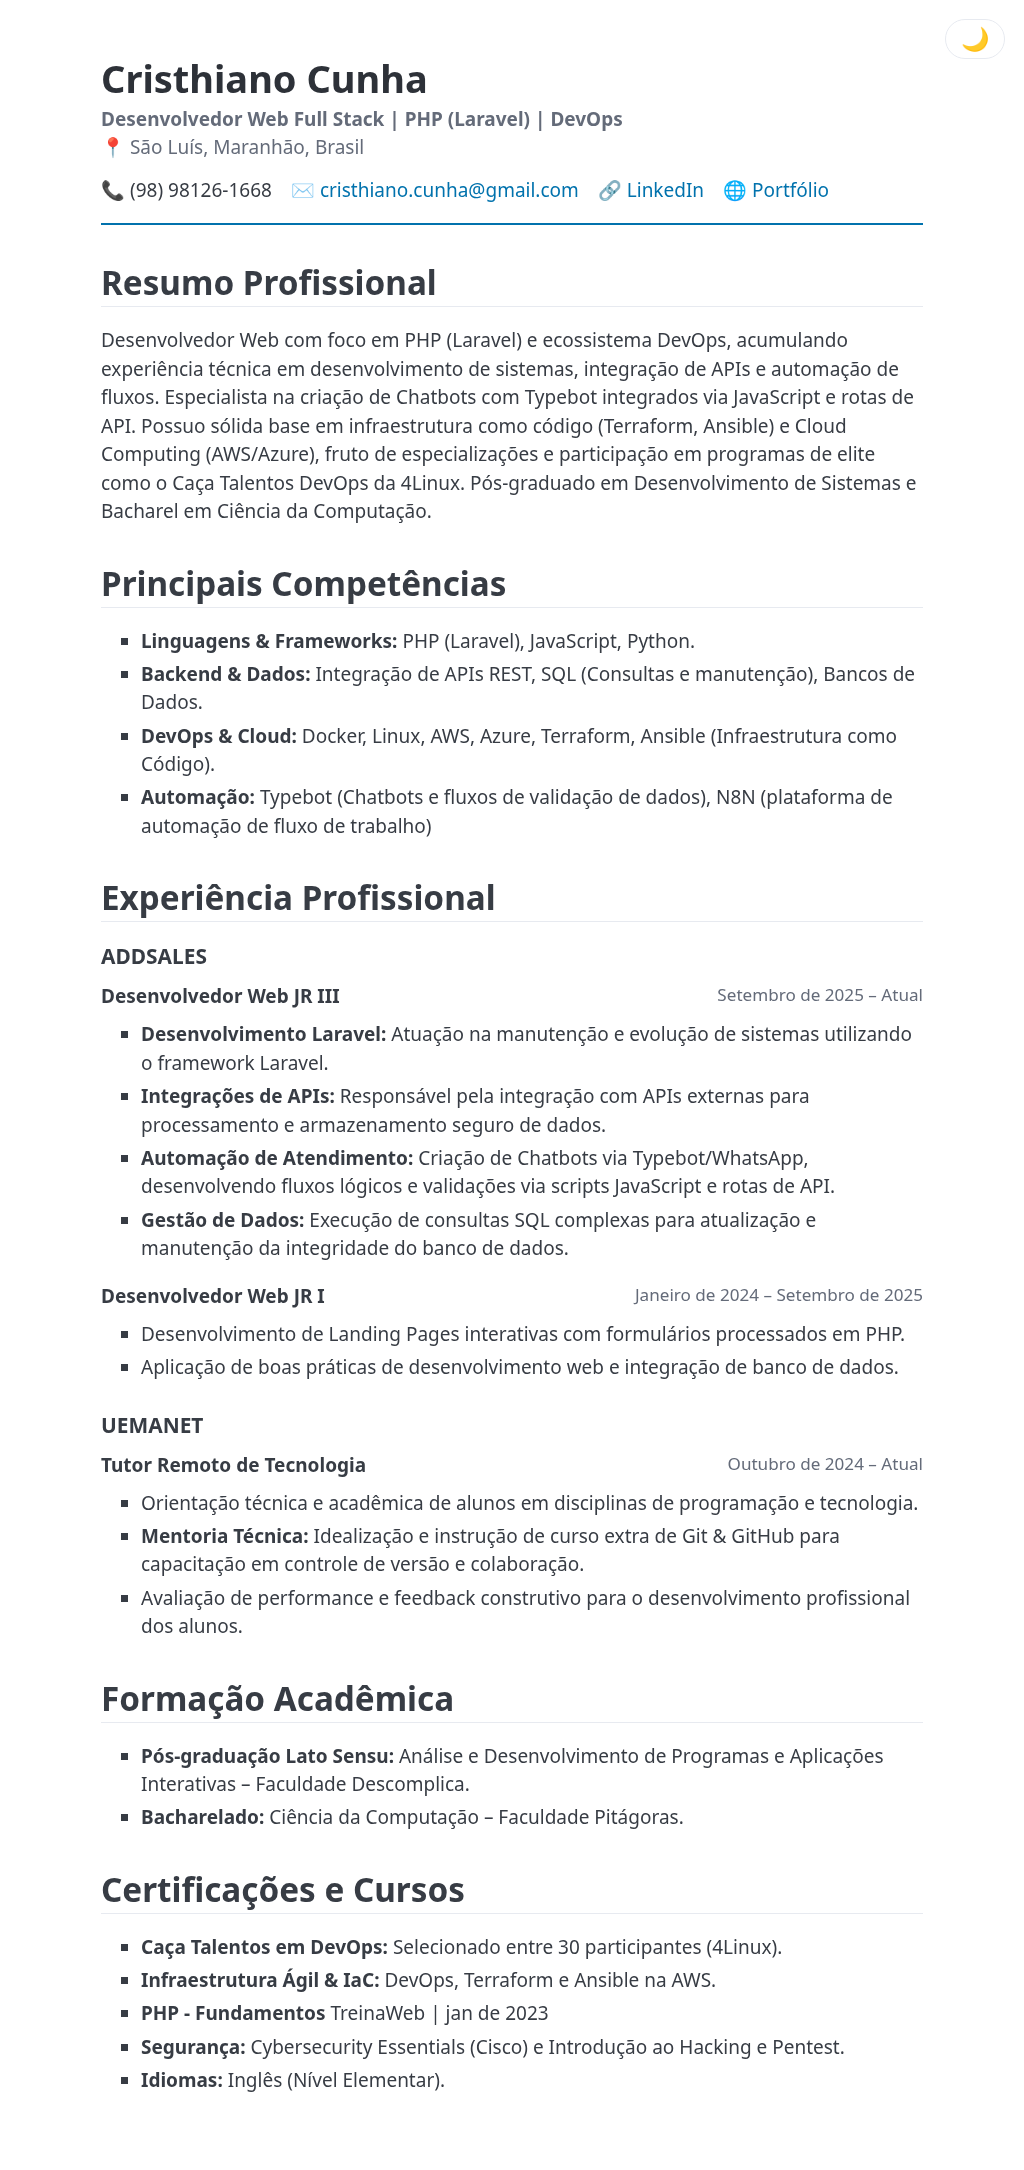 Cristhiano Cunha
Desenvolvedor Web Full Stack | PHP (Laravel) | DevOps
📍 São Luís, Maranhão, Brasil
📞 (98) 98126-1668 ✉️ cristhiano.cunha@gmail.com 🔗 LinkedIn 🌐 Portfólio
Resumo Profissional
Desenvolvedor Web com foco em PHP (Laravel) e ecossistema DevOps, acumulando
experiência técnica em desenvolvimento de sistemas, integração de APIs e automação de
fluxos. Especialista na criação de Chatbots com Typebot integrados via JavaScript e rotas de
API. Possuo sólida base em infraestrutura como código (Terraform, Ansible) e Cloud
Computing (AWS/Azure), fruto de especializações e participação em programas de elite
como o Caça Talentos DevOps da 4Linux. Pós-graduado em Desenvolvimento de Sistemas e
Bacharel em Ciência da Computação.
Principais Competências
▪ Linguagens & Frameworks: PHP (Laravel), JavaScript, Python.
▪ Backend & Dados: Integração de APIs REST, SQL (Consultas e manutenção), Bancos de
Dados.
▪ DevOps & Cloud: Docker, Linux, AWS, Azure, Terraform, Ansible (Infraestrutura como
Código).
▪ Automação: Typebot (Chatbots e fluxos de validação de dados), N8N (plataforma de
automação de fluxo de trabalho)
Experiência Profissional
ADDSALES
Desenvolvedor Web JR III Setembro de 2025 – Atual
▪ Desenvolvimento Laravel: Atuação na manutenção e evolução de sistemas utilizando
o framework Laravel.
▪ Integrações de APIs: Responsável pela integração com APIs externas para
processamento e armazenamento seguro de dados.
▪ Automação de Atendimento: Criação de Chatbots via Typebot/WhatsApp,
desenvolvendo fluxos lógicos e validações via scripts JavaScript e rotas de API.
▪ Gestão de Dados: Execução de consultas SQL complexas para atualização e
manutenção da integridade do banco de dados.
Desenvolvedor Web JR I Janeiro de 2024 – Setembro de 2025
▪ Desenvolvimento de Landing Pages interativas com formulários processados em PHP.
▪ Aplicação de boas práticas de desenvolvimento web e integração de banco de dados.
UEMANET
Tutor Remoto de Tecnologia Outubro de 2024 – Atual
▪ Orientação técnica e acadêmica de alunos em disciplinas de programação e tecnologia.
▪ Mentoria Técnica: Idealização e instrução de curso extra de Git & GitHub para
capacitação em controle de versão e colaboração.
▪ Avaliação de performance e feedback construtivo para o desenvolvimento profissional
dos alunos.
Formação Acadêmica
▪ Pós-graduação Lato Sensu: Análise e Desenvolvimento de Programas e Aplicações
Interativas – Faculdade Descomplica.
▪ Bacharelado: Ciência da Computação – Faculdade Pitágoras.
Certificações e Cursos
▪ Caça Talentos em DevOps: Selecionado entre 30 participantes (4Linux).
▪ Infraestrutura Ágil & IaC: DevOps, Terraform e Ansible na AWS.
▪ PHP - Fundamentos TreinaWeb | jan de 2023
▪ Segurança: Cybersecurity Essentials (Cisco) e Introdução ao Hacking e Pentest.
▪ Idiomas: Inglês (Nível Elementar).